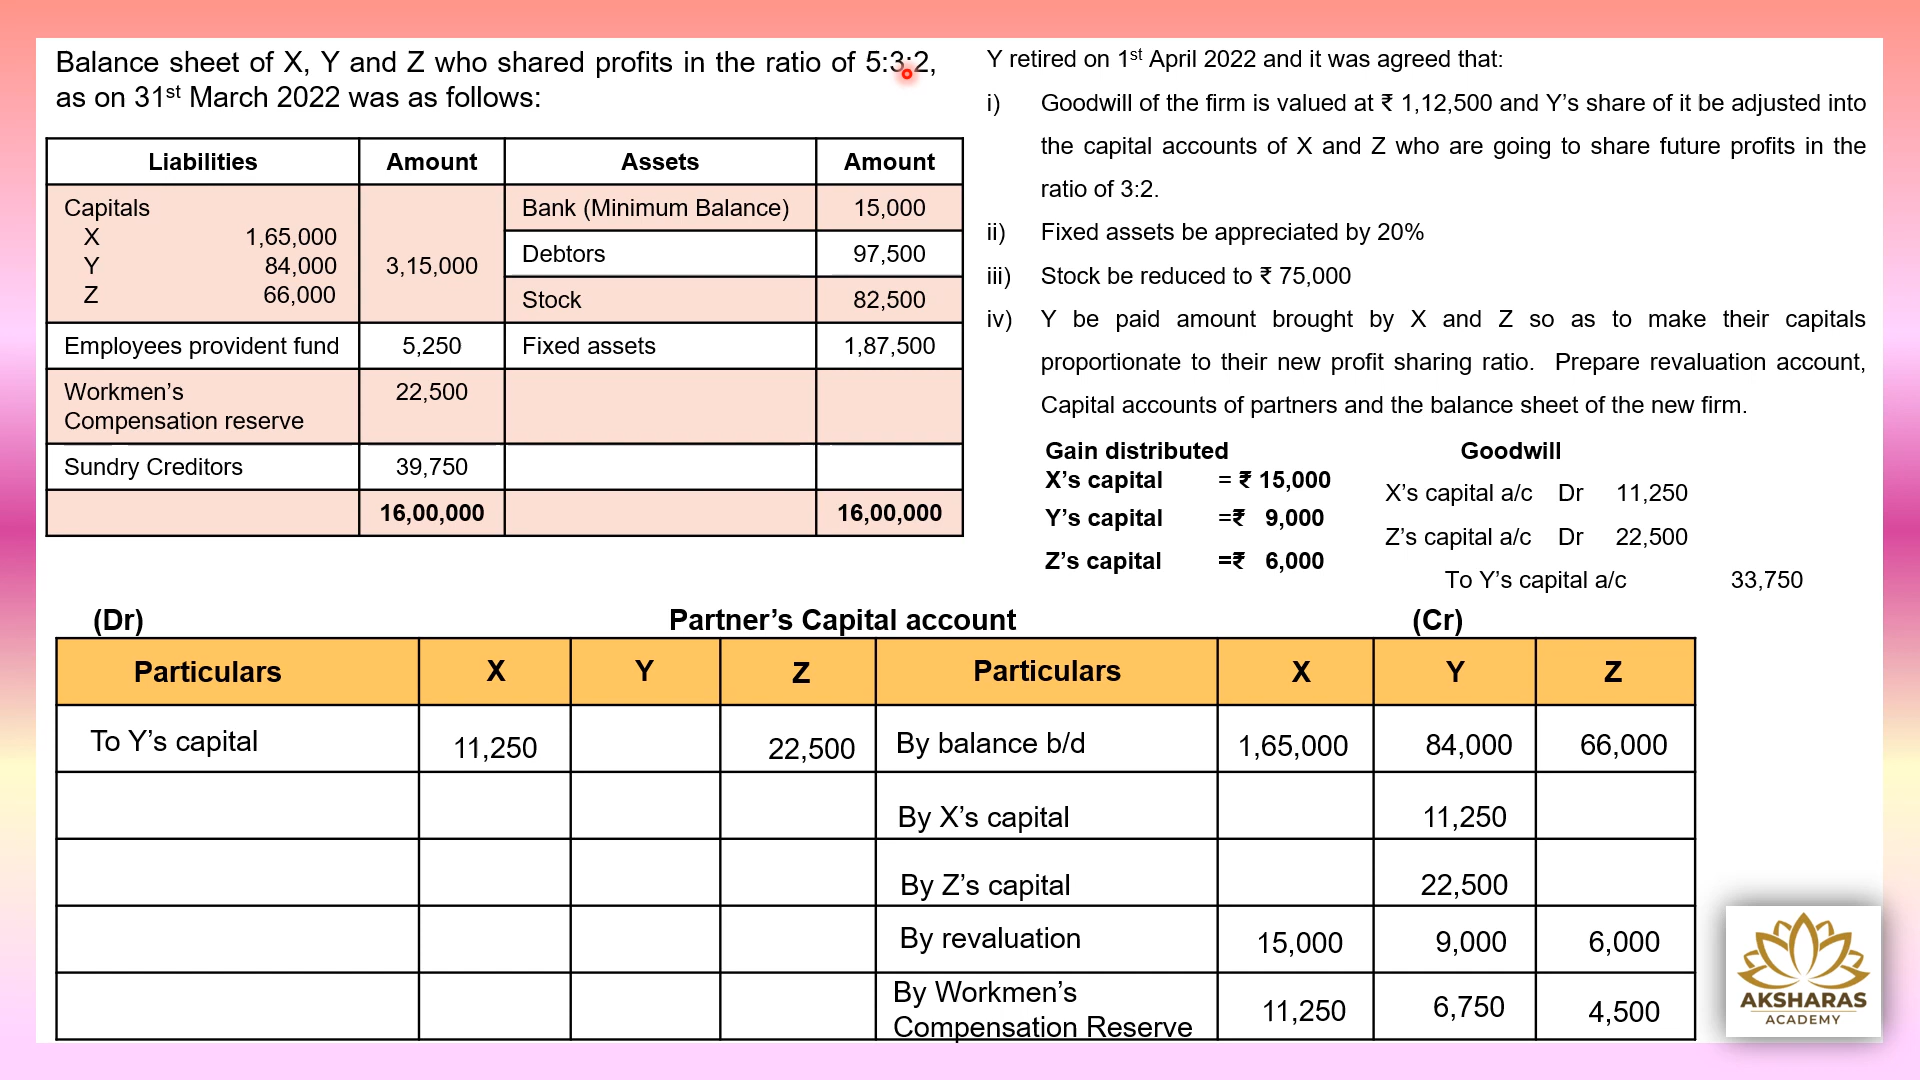 Balance sheet of X, Y and Z who shared profits in the ratio of 5:3:2,
as on 31st March 2022 was as follows:
Liabilities Amount Assets Amount
Capitals
X 1,65,000
Y 84,000
Z 66,000
3,15,000
Bank (Minimum Balance) 15,000
Debtors 97,500
Stock 82,500
Employees provident fund 5,250 Fixed assets 1,87,500
Workmen’s 22,500
Compensation reserve
Sundry Creditors 39,750
16,00,000 16,00,000
Y retired on 1st April 2022 and it was agreed that:
i) Goodwill of the firm is valued at ₹ 1,12,500 and Y’s share of it be adjusted into
the capital accounts of X and Z who are going to share future profits in the
ratio of 3:2.
ii) Fixed assets be appreciated by 20%
iii) Stock be reduced to ₹ 75,000
iv) Y be paid amount brought by X and Z so as to make their capitals
proportionate to their new profit sharing ratio. Prepare revaluation account,
Capital accounts of partners and the balance sheet of the new firm.
Gain distributed
X’s capital = ₹ 15,000
Y’s capital =₹ 9,000
Z’s capital =₹ 6,000
Goodwill
X’s capital a/c Dr 11,250
Z’s capital a/c Dr 22,500
To Y’s capital a/c 33,750
(Dr) Partner’s Capital account (Cr)
Particulars X Y Z Particulars X Y Z
To Y’s capital 11,250 22,500 By balance b/d 1,65,000 84,000 66,000
By X’s capital 11,250
By Z’s capital 22,500
By revaluation 15,000 9,000 6,000
By Workmen’s
Compensation Reserve 11,250 6,750 4,500
AKSHARAS
ACADEMY